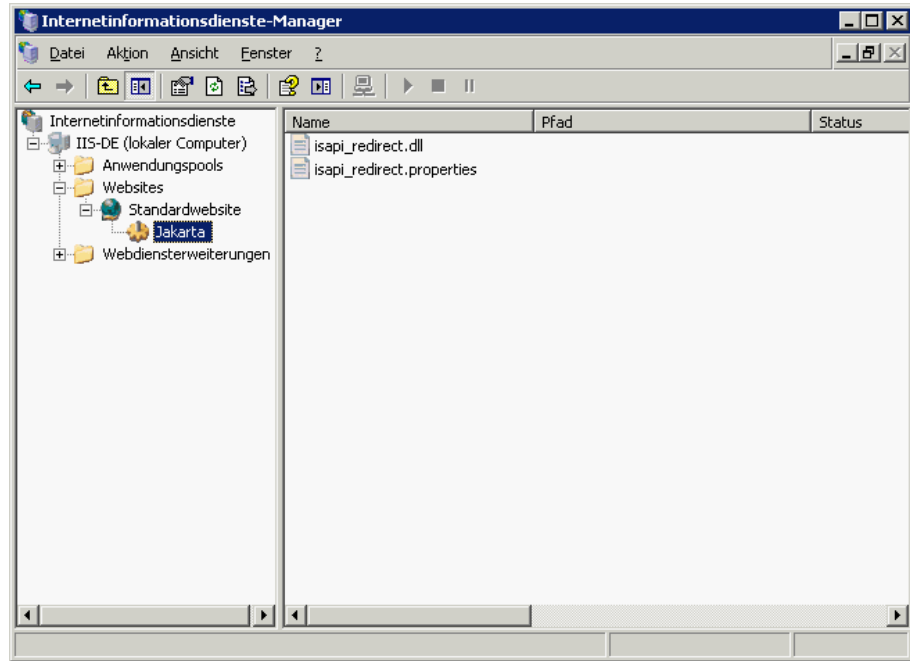 Internetinformationsdienste-Manager
Datei Aktion Ansicht Fenster ?
Internetinformationsdienste
IIS-DE (lokaler Computer)
Anwendungspools
Websites
Standardwebsite
Jakarta
Webdiensterweiterungen
Name Pfad Status
isapi_redirect.dll
isapi_redirect.properties